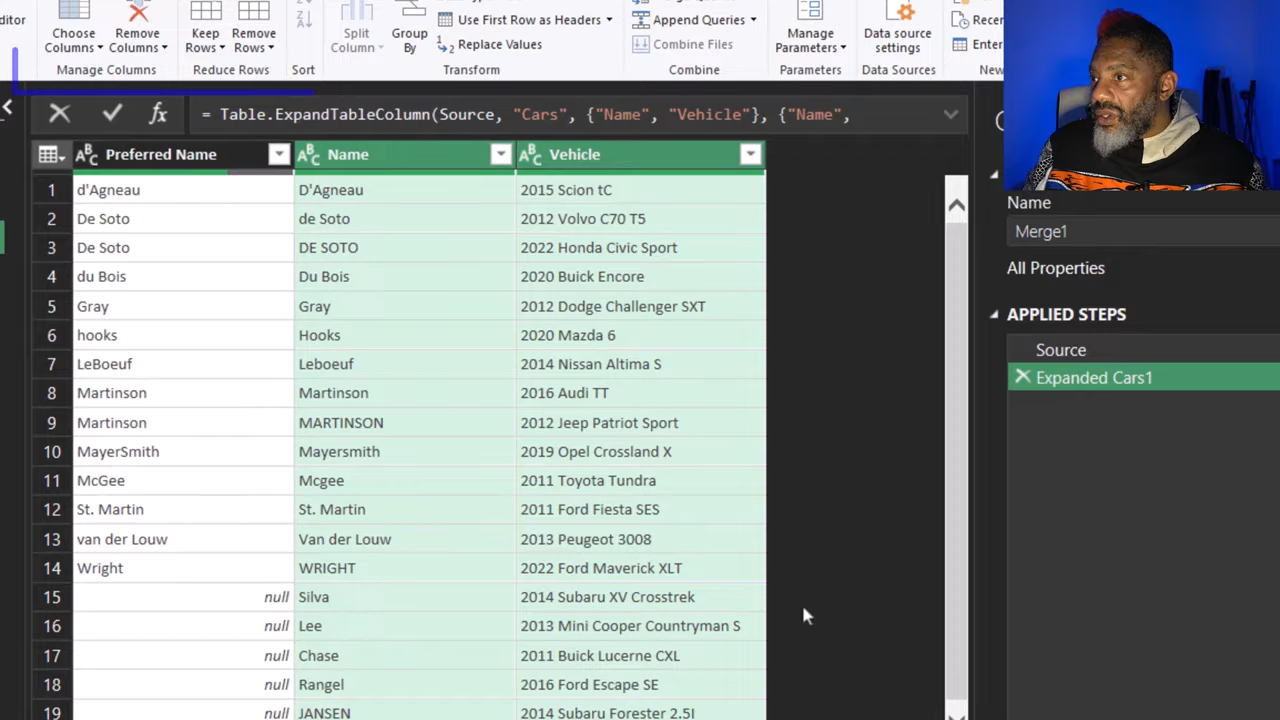 ditor
Choose Columns
Remove Columns
Manage Columns
Keep Rows
Remove Rows
Reduce Rows
Sort
Split Column
Group By
Use First Row as Headers
Replace Values
Transform
Append Queries
Combine Files
Combine
Manage Parameters
Parameters
Data source settings
Data Sources
Recen
Enter
New
= Table.ExpandTableColumn(Source, "Cars", {"Name", "Vehicle"}, {"Name",
Preferred Name Name Vehicle
1 d'Agneau D'Agneau 2015 Scion tC
2 De Soto de Soto 2012 Volvo C70 T5
3 De Soto DE SOTO 2022 Honda Civic Sport
4 du Bois Du Bois 2020 Buick Encore
5 Gray Gray 2012 Dodge Challenger SXT
6 hooks Hooks 2020 Mazda 6
7 LeBoeuf Leboeuf 2014 Nissan Altima S
8 Martinson Martinson 2016 Audi TT
9 Martinson MARTINSON 2012 Jeep Patriot Sport
10 MayerSmith Mayersmith 2019 Opel Crossland X
11 McGee Mcgee 2011 Toyota Tundra
12 St. Martin St. Martin 2011 Ford Fiesta SES
13 van der Louw Van der Louw 2013 Peugeot 3008
14 Wright WRIGHT 2022 Ford Maverick XLT
15 null Silva 2014 Subaru XV Crosstrek
16 null Lee 2013 Mini Cooper Countryman S
17 null Chase 2011 Buick Lucerne CXL
18 null Rangel 2016 Ford Escape SE
19 null JANSEN 2014 Subaru Forester 2.5I
Name
Merge1
All Properties
APPLIED STEPS
Source
Expanded Cars1